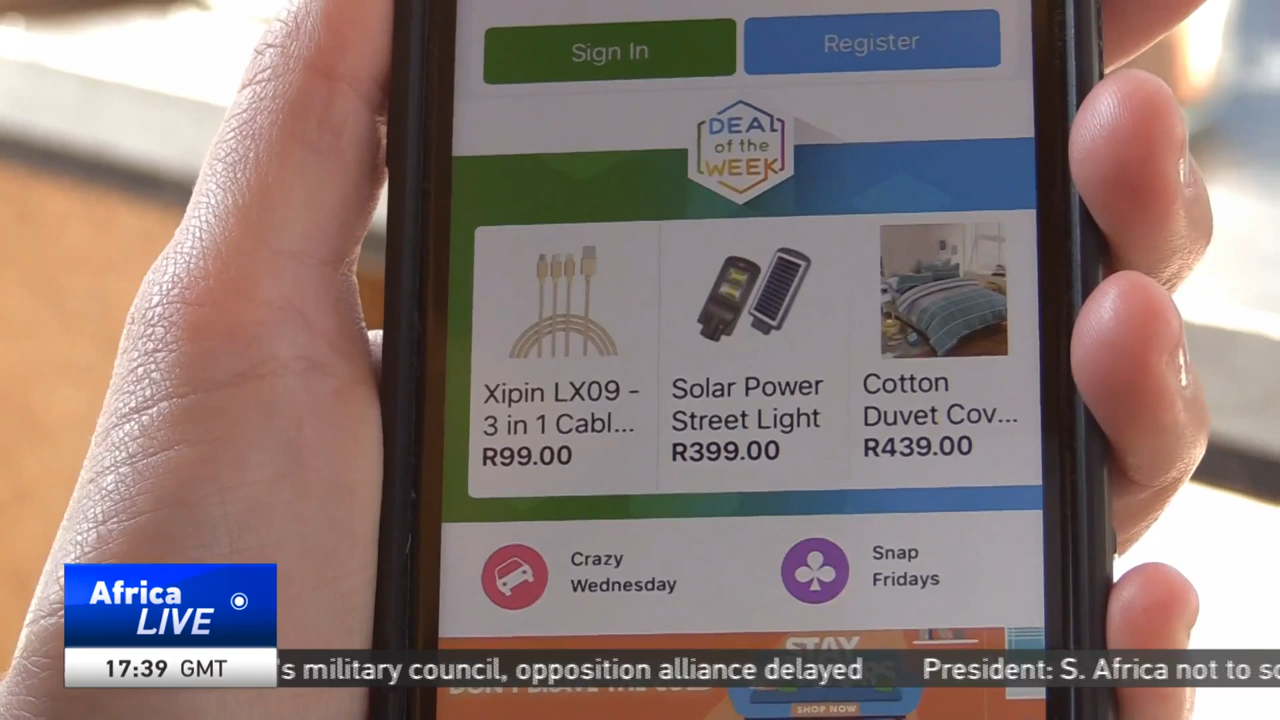 Sign In
Register
DEAL
of the
WEEK
Xipin LX09 -
3 in 1 Cabl...
R99.00
Solar Power
Street Light
R399.00
Cotton
Duvet Cov...
R439.00
Crazy
Wednesday
Snap
Fridays
STAY
SHOP NOW
Africa
LIVE
17:39 GMT
's military council, opposition alliance delayed
President: S. Africa not to